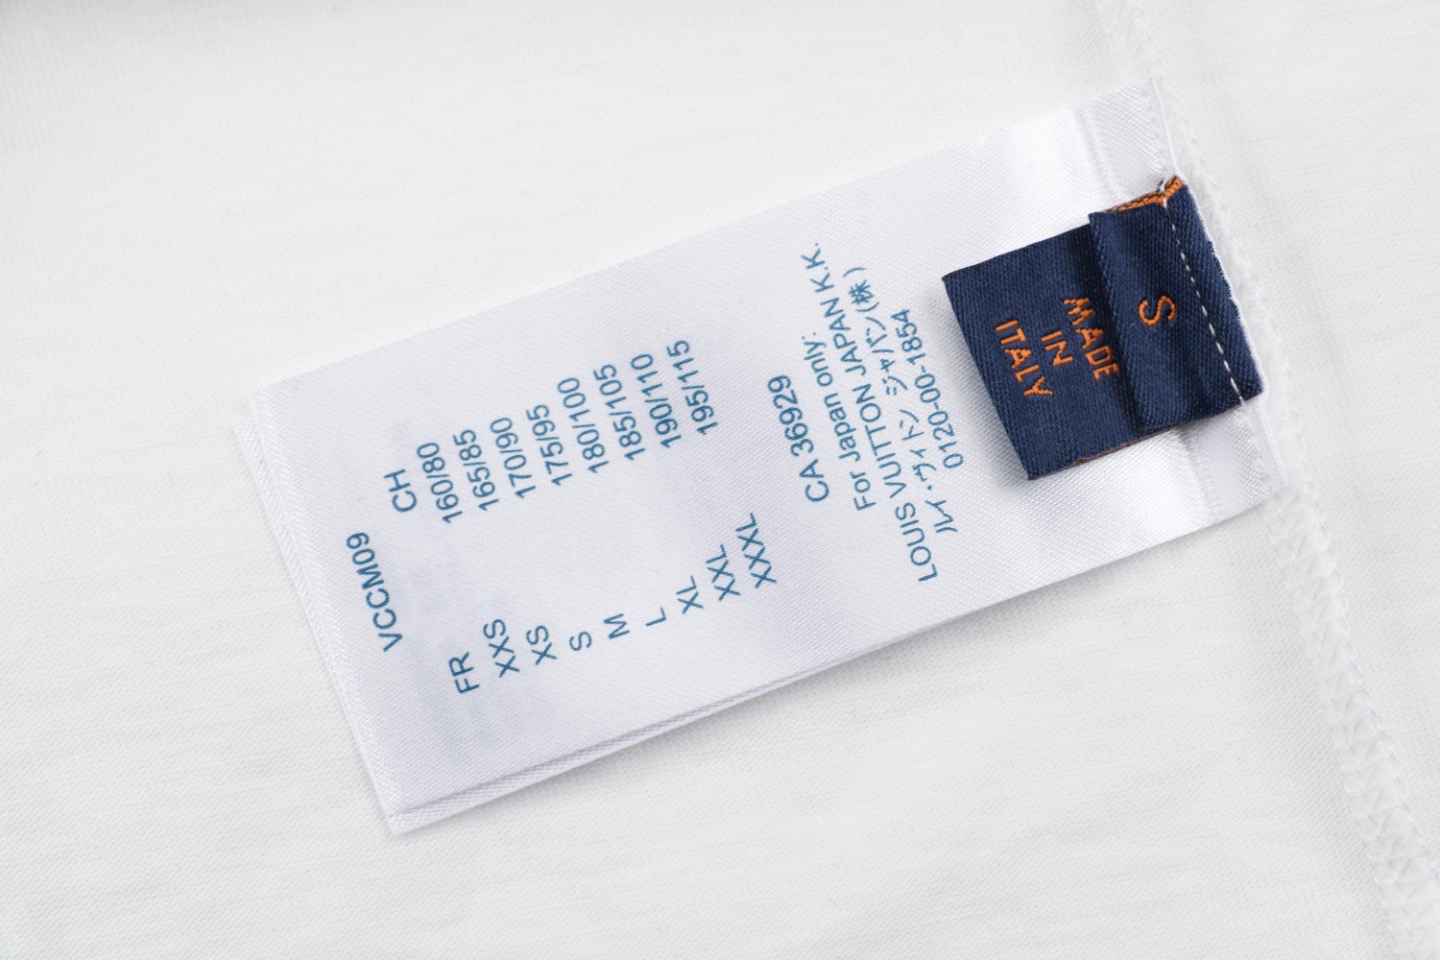 VCCM09
FR CH
XXS 160/80
XS 165/85
S 170/90
M 175/95
L 180/100
XL 185/105
XXL 190/110
XXXL 195/115
CA 36929
For Japan only:
LOUIS VUITTON JAPAN K.K.
ルイ・ヴィトン ジャパン(株)
0120-00-1854
MADE
IN
ITALY
S